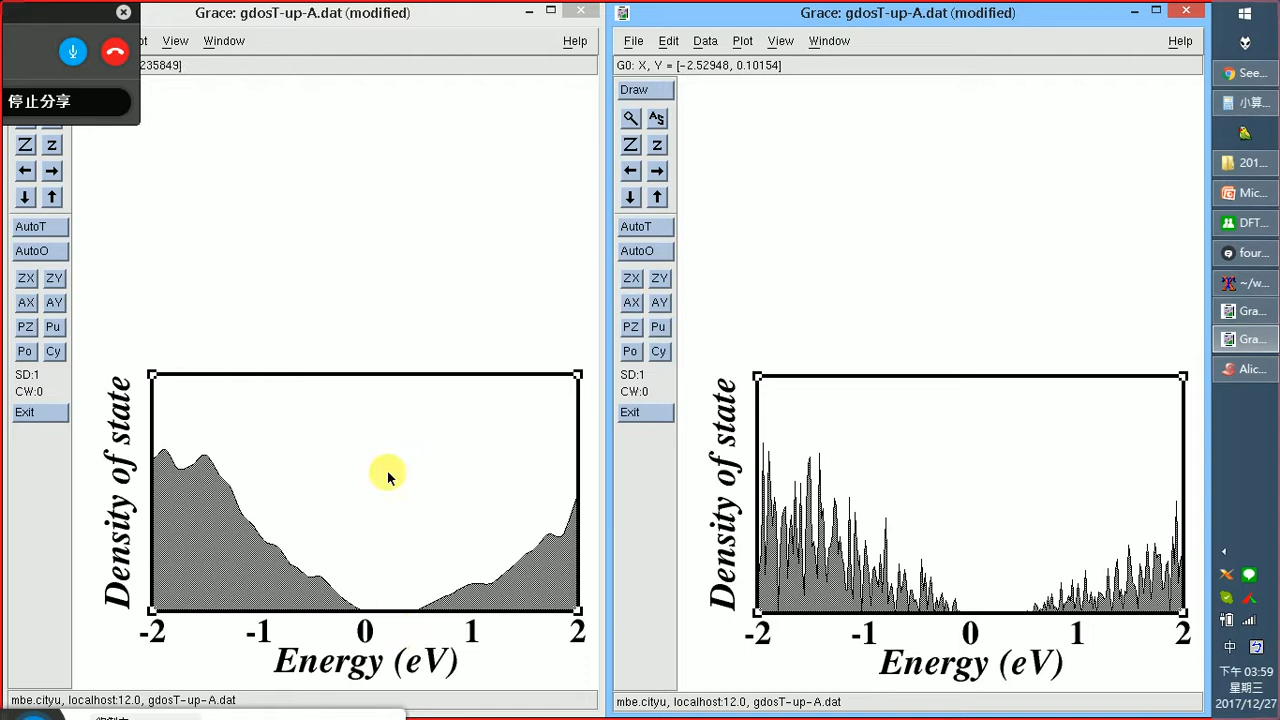 Grace: gdosT-up-A.dat (modified)
停止分享
View Window Help
235849]
Z z
AutoT
AutoO
ZX ZY
AX AY
PZ Pu
Po Cy
SD:1
CW:0
Exit
Density of state
-2 -1 0 1 2
Energy (eV)
mbe.cityu, localhost:12.0, gdosT-up-A.dat
Grace: gdosT-up-A.dat (modified)
File Edit Data Plot View Window Help
G0: X, Y = [-2.52948, 0.10154]
Draw
AS
Z z
AutoT
AutoO
ZX ZY
AX AY
PZ Pu
Po Cy
SD:1
CW:0
Exit
Density of state
-2 -1 0 1 2
Energy (eV)
mbe.cityu, localhost:12.0, gdosT-up-A.dat
See...
小算...
201...
Mic...
DFT...
four...
~/w...
Gra...
Gra...
Alic...
中
下午 03:59
星期三
2017/12/27